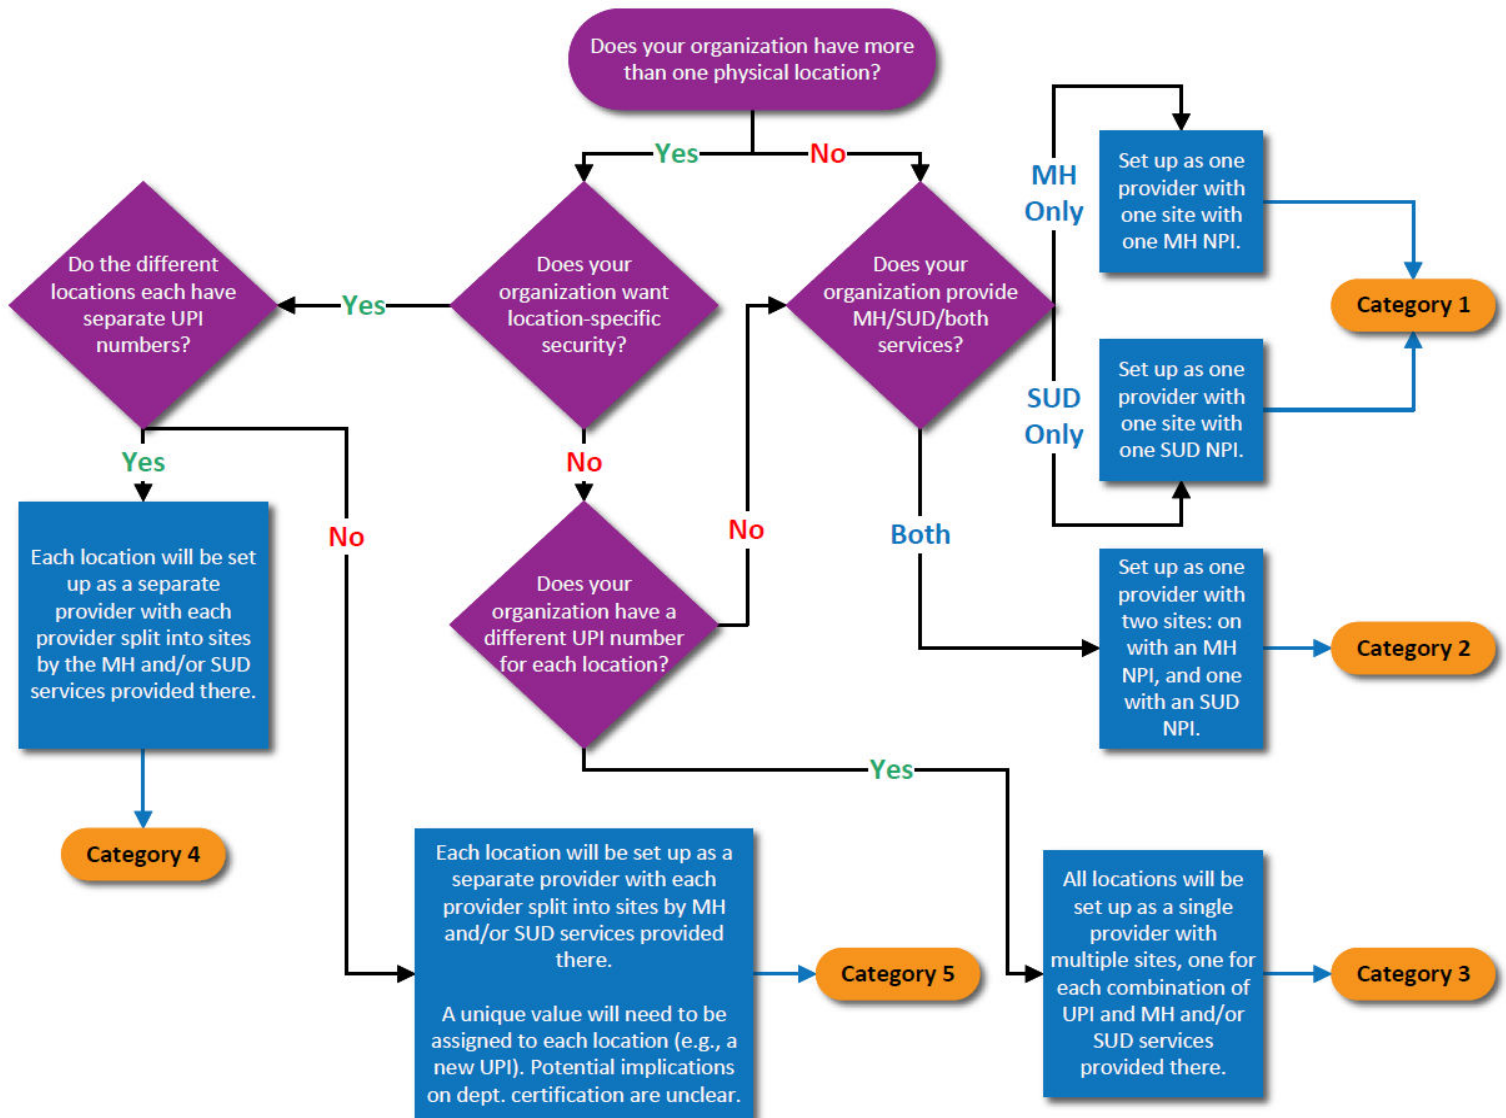 Does your organization have more
than one physical location?
Yes
No
MH
Only
Set up as one
provider with
one site with
one MH NPI.
Do the different
locations each have
separate UPI
numbers?
Yes
Does your
organization want
location-specific
security?
Does your
organization provide
MH/SUD/both
services?
Category 1
SUD
Only
Set up as one
provider with
one site with
one SUD NPI.
Yes
No
No
No
Both
Each location will be set
up as a separate
provider with each
provider split into sites
by the MH and/or SUD
services provided there.
Does your
organization have a
different UPI number
for each location?
Set up as one
provider with
two sites: on
with an MH
NPI, and one
with an SUD
NPI.
Category 2
Yes
Category 4
Each location will be set up as a
separate provider with each
provider split into sites by MH
and/or SUD services provided
there.
A unique value will need to be
assigned to each location (e.g., a
new UPI). Potential implications
on dept. certification are unclear.
Category 5
All locations will be
set up as a single
provider with
multiple sites, one for
each combination of
UPI and MH and/or
SUD services
provided there.
Category 3